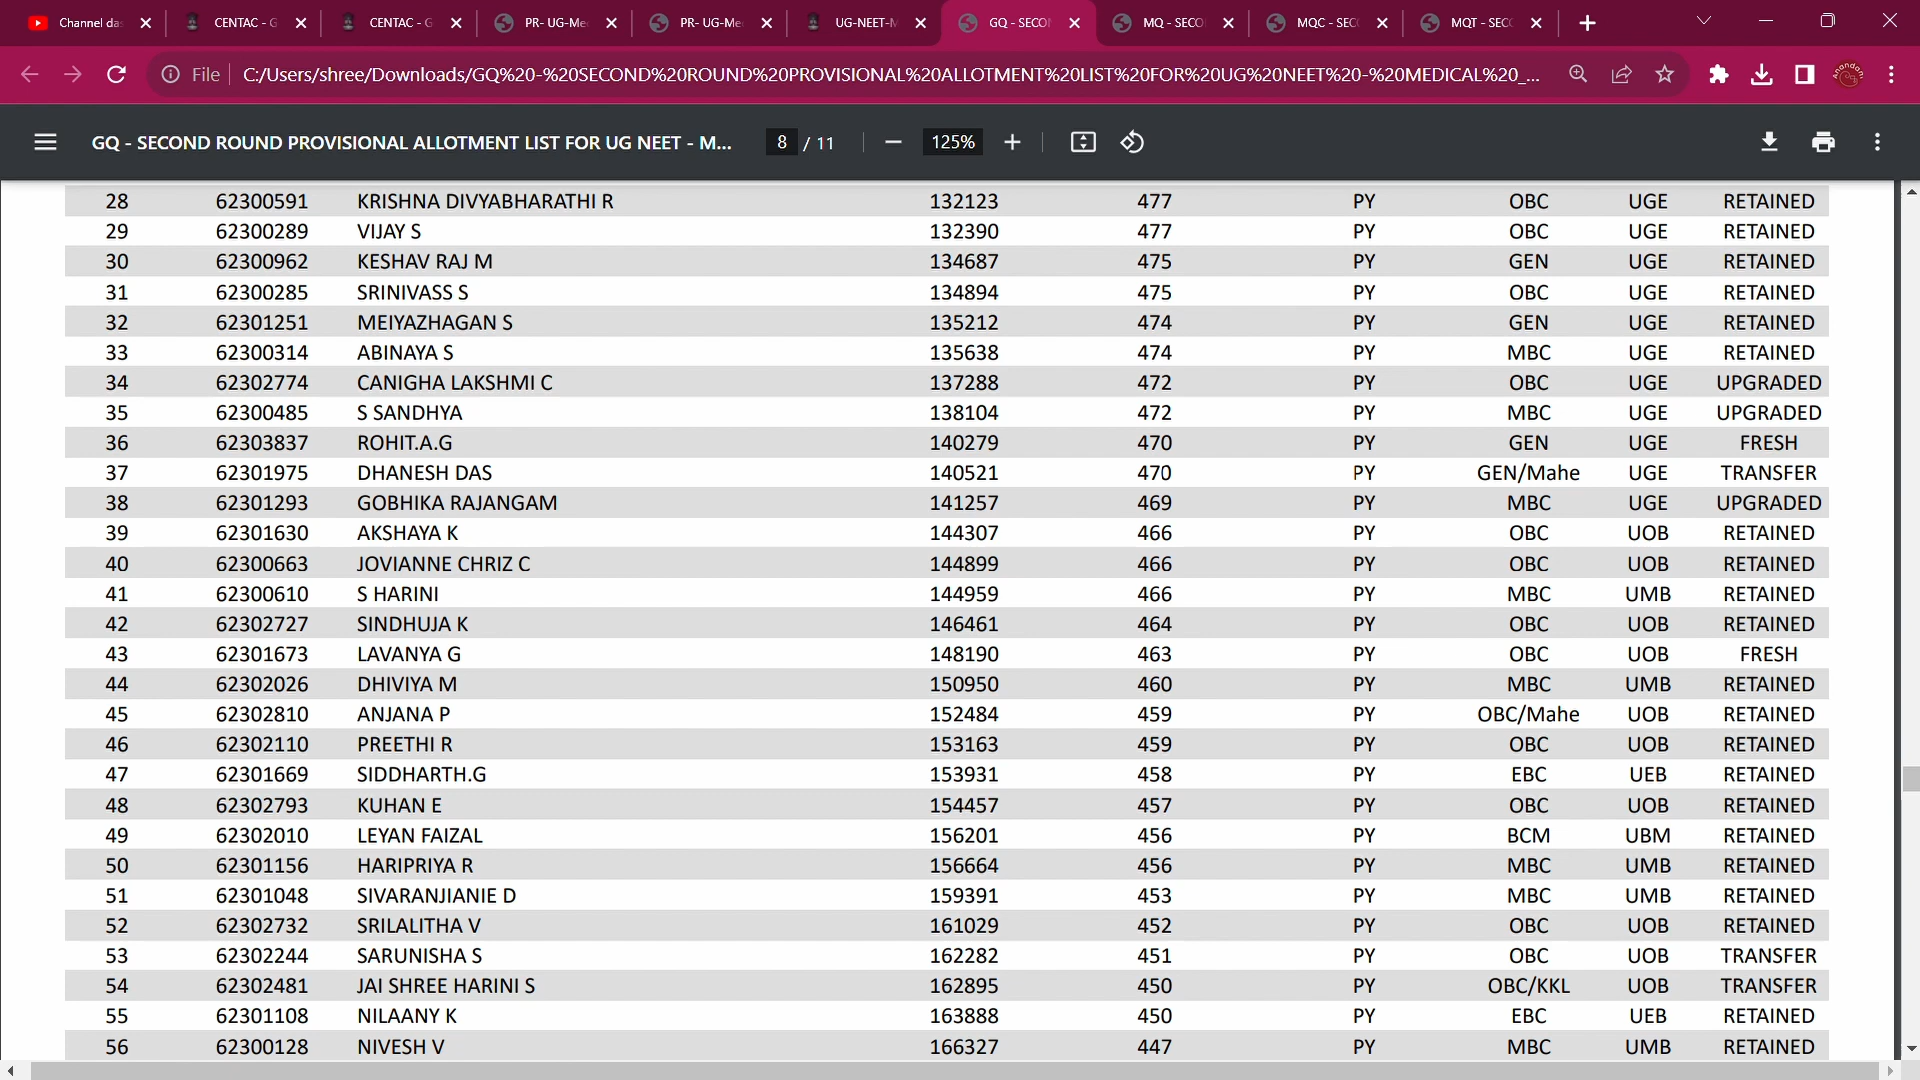 Channel da
CENTAC - G
CENTAC - G
PR- UG-Me
PR- UG-Me
UG-NEET-M
GQ - SECO
MQ - SECO
MQC - SEC
MQT - SEC
File
C:/Users/shree/Downloads/GQ%20-%20SECOND%20ROUND%20PROVISIONAL%20ALLOTMENT%20LIST%20FOR%20UG%20NEET%20-%20MEDICAL%20_...
GQ - SECOND ROUND PROVISIONAL ALLOTMENT LIST FOR UG NEET - M... 8 / 11 125%
28 62300591 KRISHNA DIVYABHARATHI R 132123 477 PY OBC UGE RETAINED
29 62300289 VIJAY S 132390 477 PY OBC UGE RETAINED
30 62300962 KESHAV RAJ M 134687 475 PY GEN UGE RETAINED
31 62300285 SRINIVASS S 134894 475 PY OBC UGE RETAINED
32 62301251 MEIYAZHAGAN S 135212 474 PY GEN UGE RETAINED
33 62300314 ABINAYA S 135638 474 PY MBC UGE RETAINED
34 62302774 CANIGHA LAKSHMI C 137288 472 PY OBC UGE UPGRADED
35 62300485 S SANDHYA 138104 472 PY MBC UGE UPGRADED
36 62303837 ROHIT.A.G 140279 470 PY GEN UGE FRESH
37 62301975 DHANESH DAS 140521 470 PY GEN/Mahe UGE TRANSFER
38 62301293 GOBHIKA RAJANGAM 141257 469 PY MBC UGE UPGRADED
39 62301630 AKSHAYA K 144307 466 PY OBC UOB RETAINED
40 62300663 JOVIANNE CHRIZ C 144899 466 PY OBC UOB RETAINED
41 62300610 S HARINI 144959 466 PY MBC UMB RETAINED
42 62302727 SINDHUJA K 146461 464 PY OBC UOB RETAINED
43 62301673 LAVANYA G 148190 463 PY OBC UOB FRESH
44 62302026 DHIVIYA M 150950 460 PY MBC UMB RETAINED
45 62302810 ANJANA P 152484 459 PY OBC/Mahe UOB RETAINED
46 62302110 PREETHI R 153163 459 PY OBC UOB RETAINED
47 62301669 SIDDHARTH.G 153931 458 PY EBC UEB RETAINED
48 62302793 KUHAN E 154457 457 PY OBC UOB RETAINED
49 62302010 LEYAN FAIZAL 156201 456 PY BCM UBM RETAINED
50 62301156 HARIPRIYA R 156664 456 PY MBC UMB RETAINED
51 62301048 SIVARANJIANIE D 159391 453 PY MBC UMB RETAINED
52 62302732 SRILALITHA V 161029 452 PY OBC UOB RETAINED
53 62302244 SARUNISHA S 162282 451 PY OBC UOB TRANSFER
54 62302481 JAI SHREE HARINI S 162895 450 PY OBC/KKL UOB TRANSFER
55 62301108 NILAANY K 163888 450 PY EBC UEB RETAINED
56 62300128 NIVESH V 166327 447 PY MBC UMB RETAINED